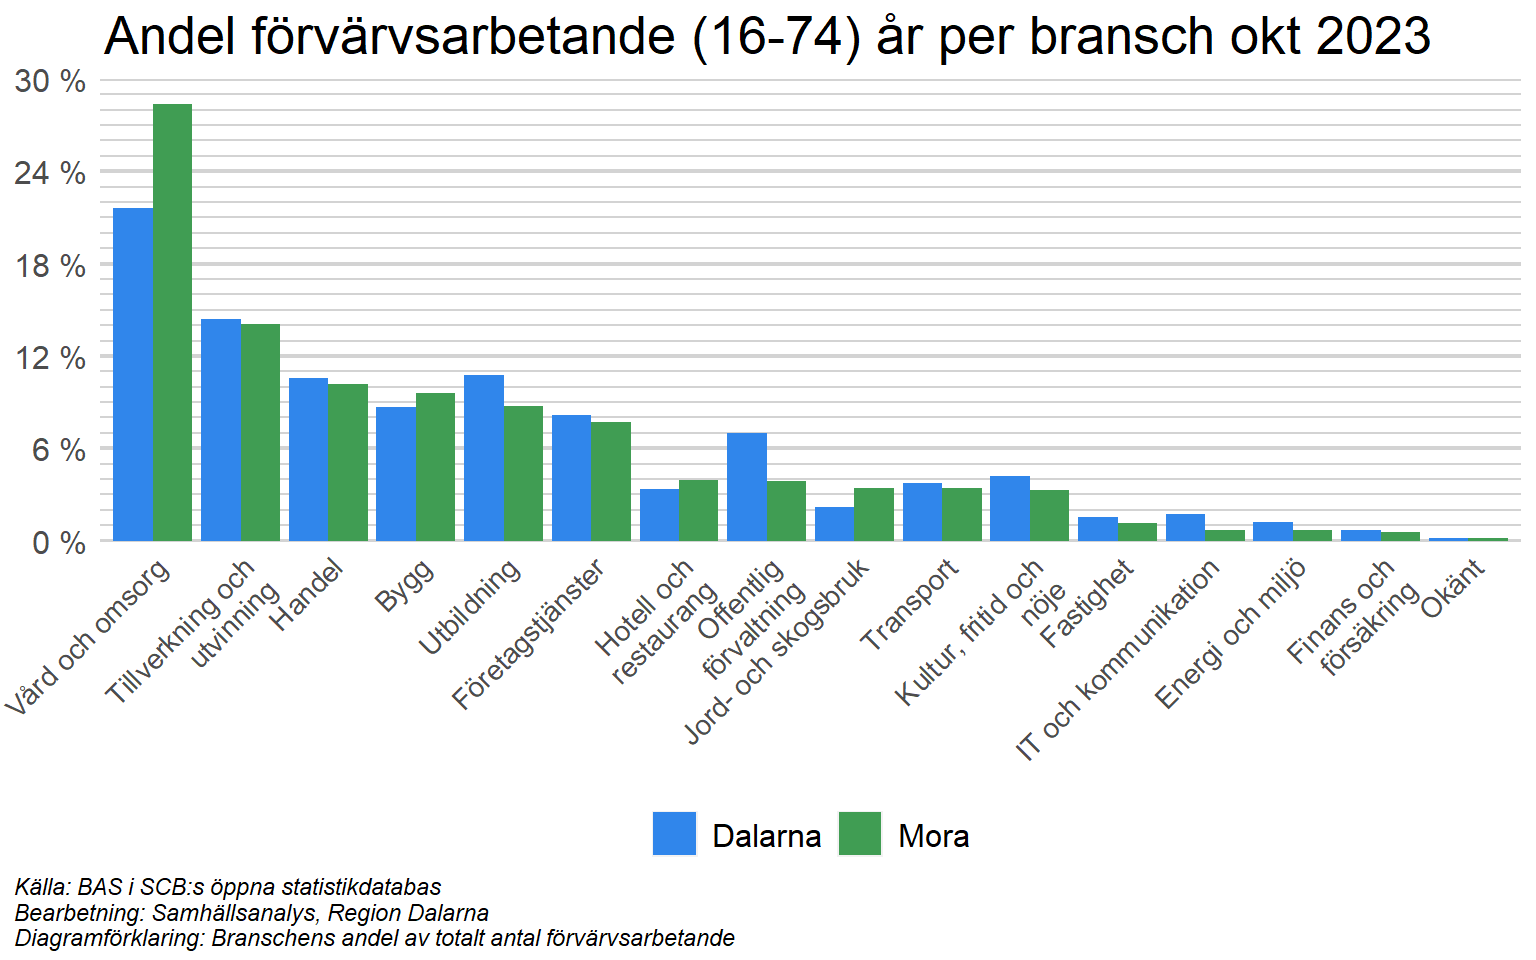 Andel förvärvsarbetande (16-74) år per bransch okt 2023
30 %
24 %
18 %
12 %
6 %
0 %
Vård och omsorg
Tillverkning och
utvinning
Handel
Bygg
Utbildning
Företagstjänster
Hotell och
restaurang
Offentlig
förvaltning
Jord- och skogsbruk
Transport
Kultur, fritid och
nöje
Fastighet
IT och kommunikation
Energi och miljö
Finans och
försäkring
Okänt
Dalarna
Mora
Källa: BAS i SCB:s öppna statistikdatabas
Bearbetning: Samhällsanalys, Region Dalarna
Diagramförklaring: Branschens andel av totalt antal förvärvsarbetande